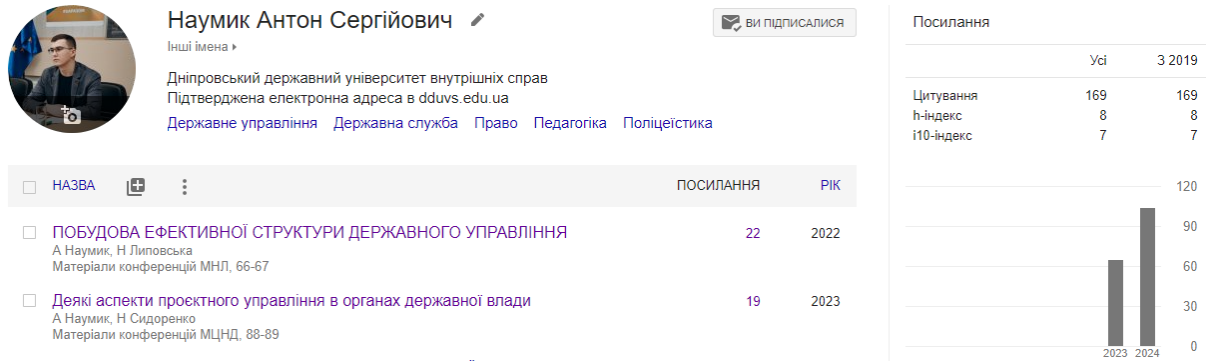 Наумик Антон Сергійович
ВИ ПІДПИСАЛИСЯ
Інші імена
Дніпровський державний університет внутрішніх справ
Підтверджена електронна адреса в dduvs.edu.ua
Державне управління Державна служба Право Педагогіка Поліцеїстика
НАЗВА ПОСИЛАННЯ РІК
ПОБУДОВА ЕФЕКТИВНОЇ СТРУКТУРИ ДЕРЖАВНОГО УПРАВЛІННЯ 22 2022
А Наумик, Н Липовська
Матеріали конференцій МНЛ, 66-67
Деякі аспекти проєктного управління в органах державної влади 19 2023
А Наумик, Н Сидоренко
Матеріали конференцій МЦНД, 88-89
Посилання
Усі З 2019
Цитування 169 169
h-індекс 8 8
i10-індекс 7 7
120
90
60
30
0
2023 2024